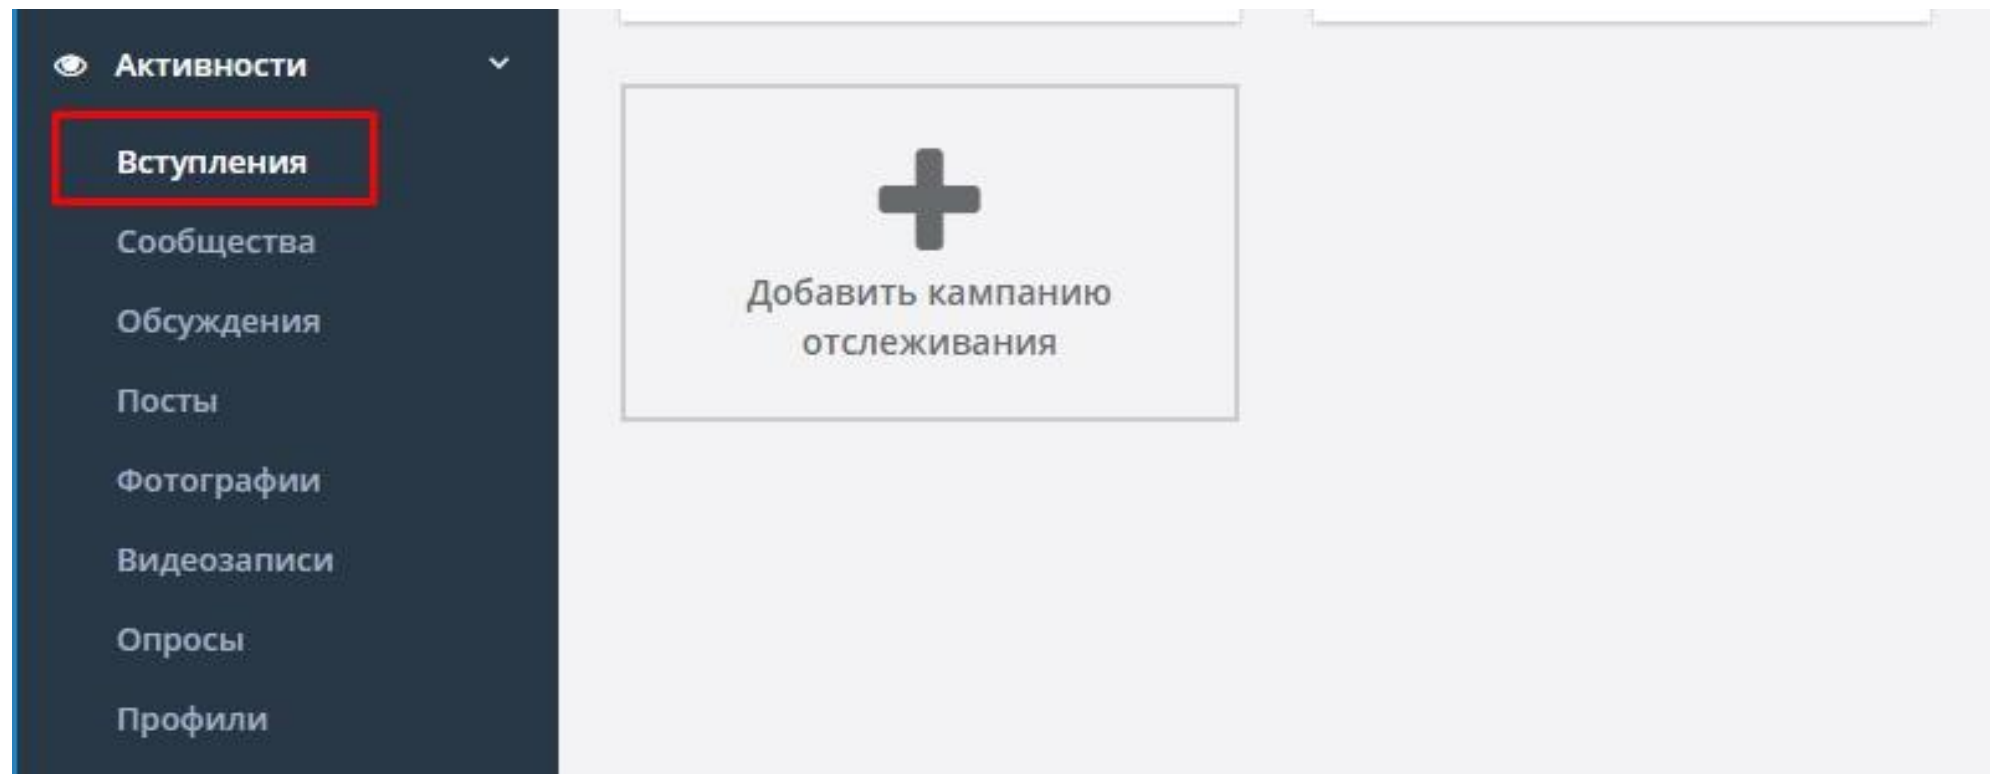 Активности
Вступления
Сообщества
Обсуждения
Посты
Фотографии
Видеозаписи
Опросы
Профили
Добавить кампанию
отслеживания